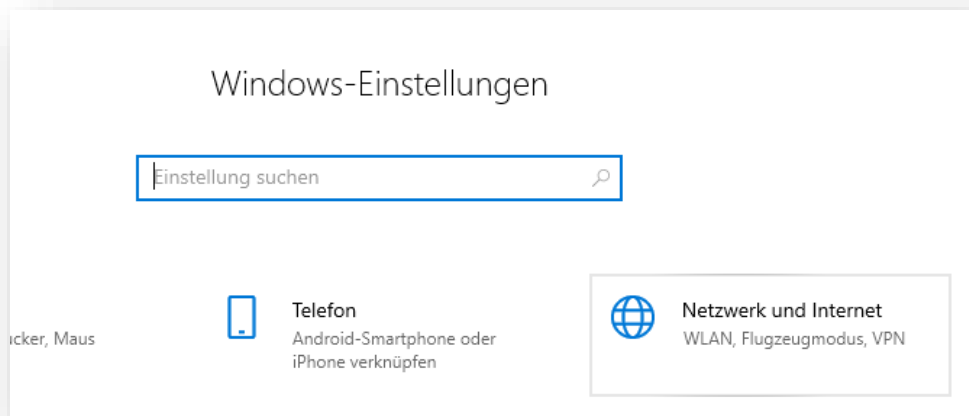 Windows-Einstellungen
Einstellung suchen
Telefon
Android-Smartphone oder
iPhone verknüpfen
Netzwerk und Internet
WLAN, Flugzeugmodus, VPN
Maus